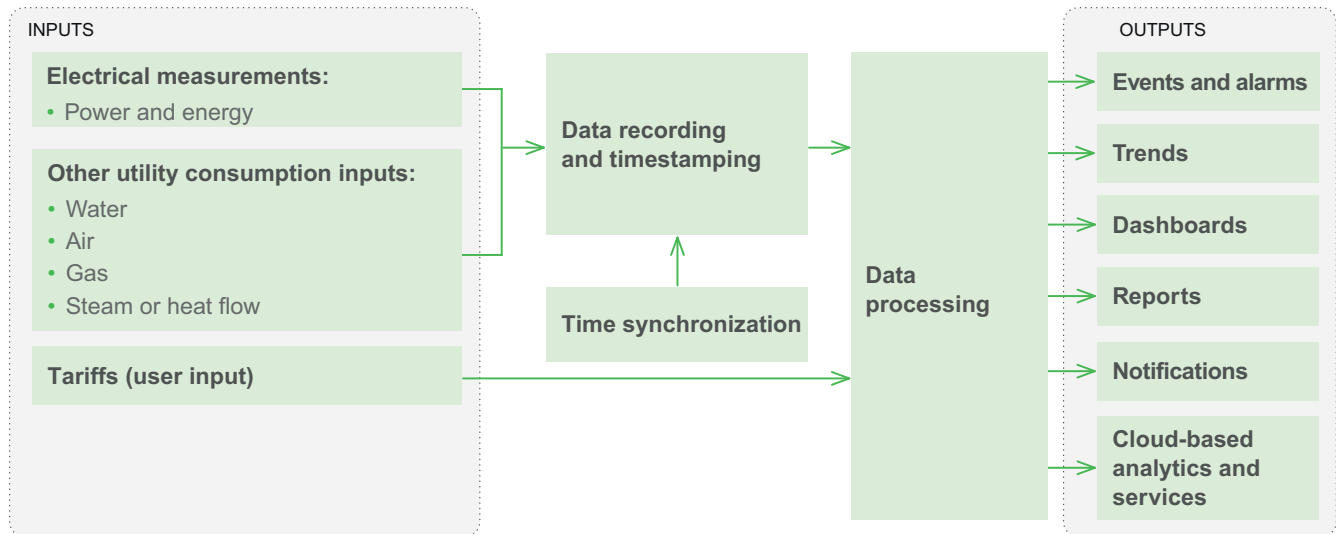 INPUTS
Electrical measurements:
• Power and energy
Other utility consumption inputs:
• Water
• Air
• Gas
• Steam or heat flow
Tariffs (user input)
Data recording
and timestamping
Time synchronization
Data
processing
OUTPUTS
Events and alarms
Trends
Dashboards
Reports
Notifications
Cloud-based
analytics and
services